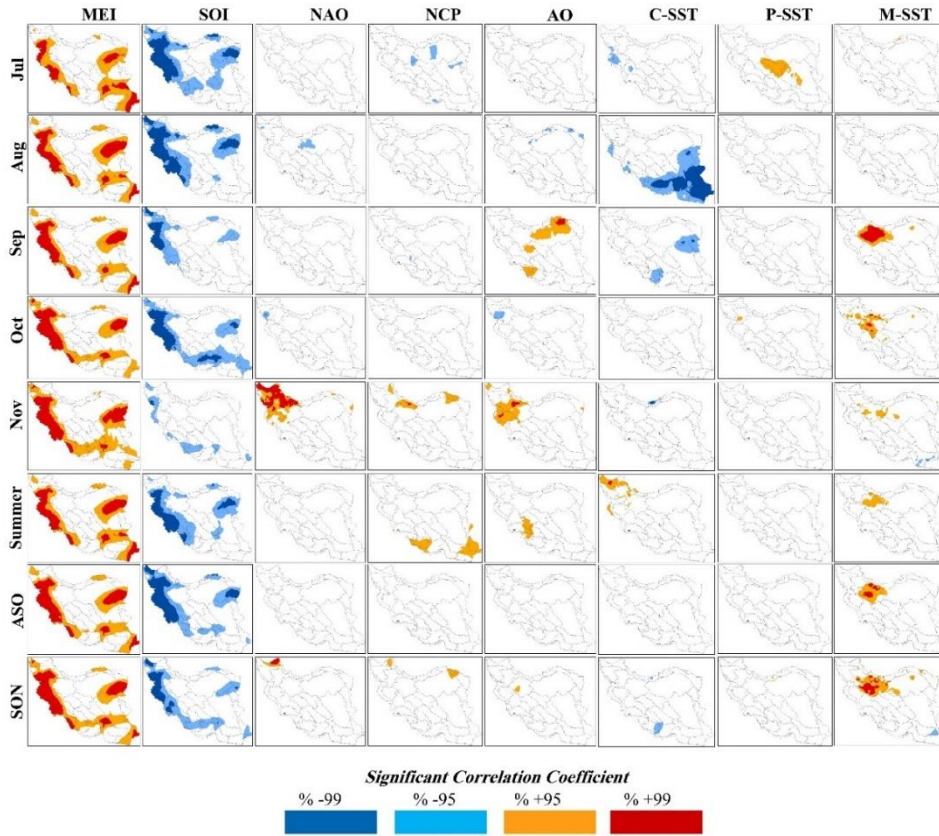 MEI SOI NAO NCP AO C-SST P-SST M-SST
Jul
Aug
Sep
Oct
Nov
Summer
ASO
SON
Significant Correlation Coefficient
% -99 % -95 % +95 % +99